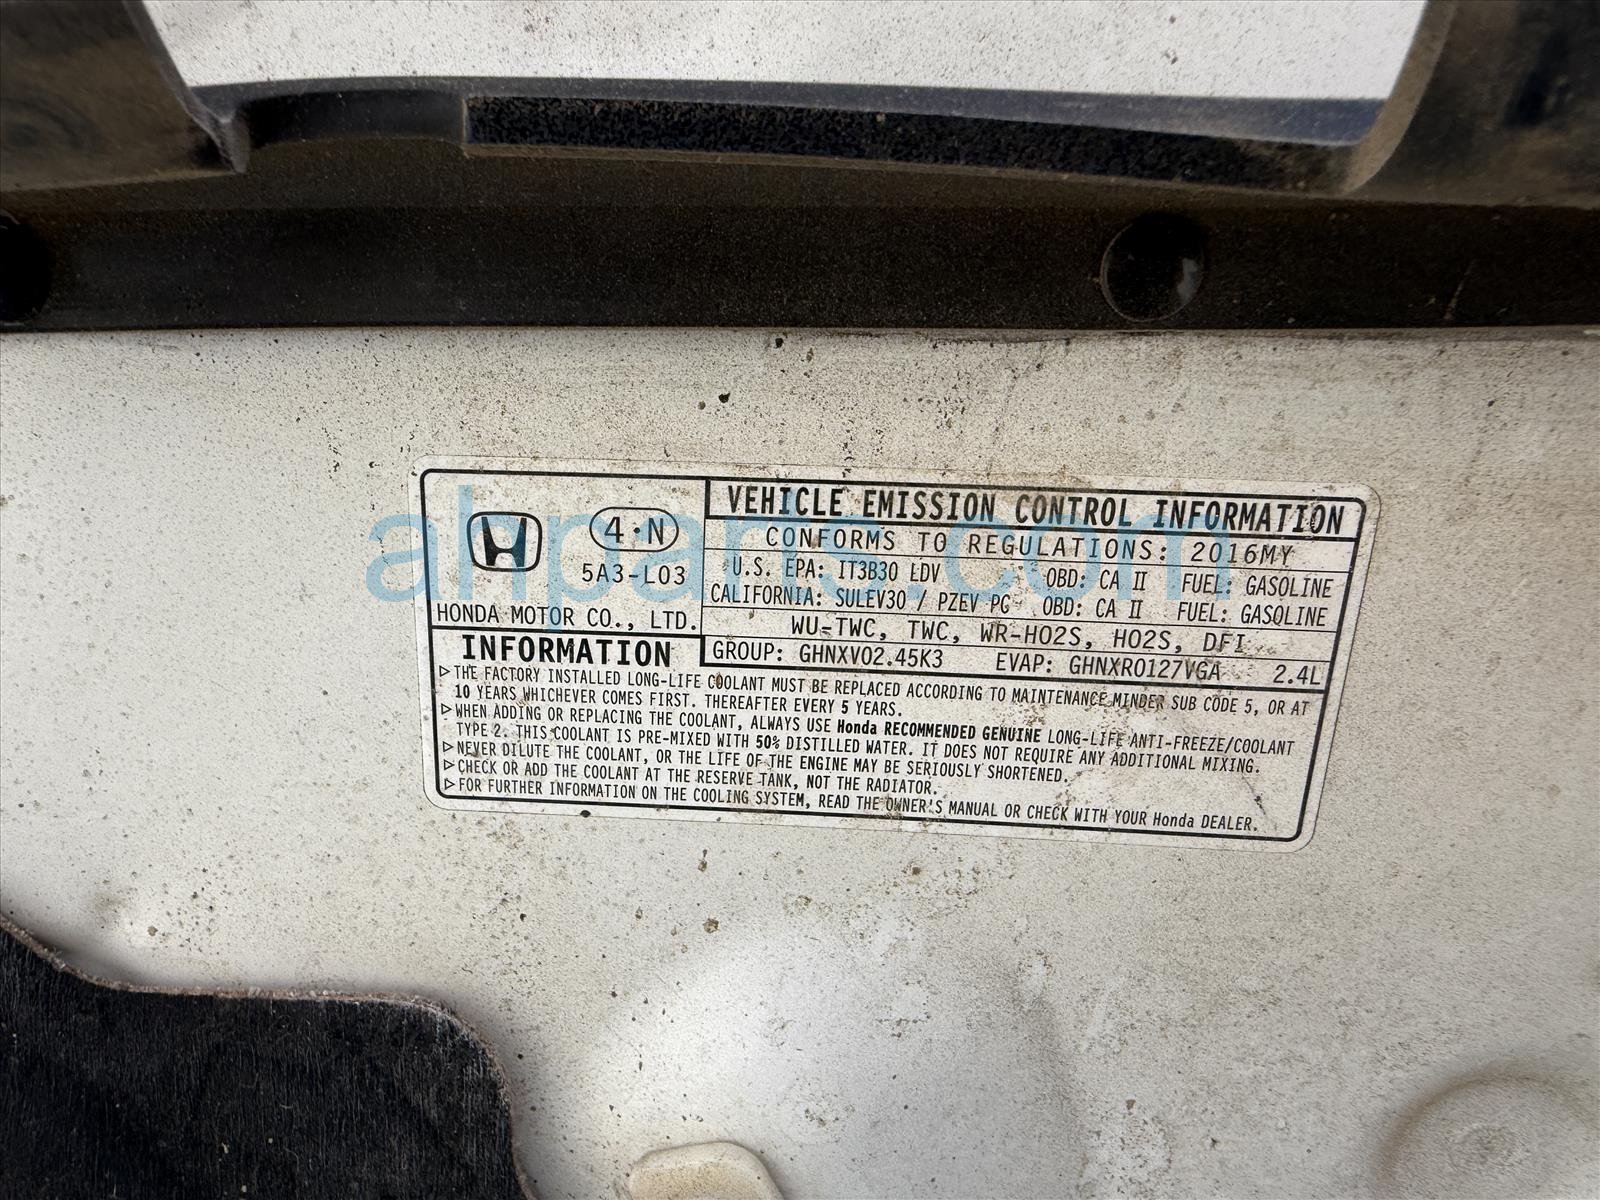 VEHICLE EMISSION CONTROL INFORMATION
4·N
CONFORMS TO REGULATIONS: 2016MY
5A3-L03
U.S. EPA: IT3B30 LDV OBD: CA II FUEL: GASOLINE
CALIFORNIA: SULEV30 / PZEV PC OBD: CA II FUEL: GASOLINE
HONDA MOTOR CO., LTD.
WU-TWC, TWC, WR-HO2S, HO2S, DFI
GROUP: GHNXV02.45K3 EVAP: GHNXR0127VGA 2.4L
INFORMATION
▷THE FACTORY INSTALLED LONG-LIFE COOLANT MUST BE REPLACED ACCORDING TO MAINTENANCE MINDER SUB CODE 5, OR AT
10 YEARS WHICHEVER COMES FIRST. THEREAFTER EVERY 5 YEARS.
▷WHEN ADDING OR REPLACING THE COOLANT, ALWAYS USE Honda RECOMMENDED GENUINE LONG-LIFE ANTI-FREEZE/COOLANT
TYPE 2. THIS COOLANT IS PRE-MIXED WITH 50% DISTILLED WATER. IT DOES NOT REQUIRE ANY ADDITIONAL MIXING.
▷NEVER DILUTE THE COOLANT, OR THE LIFE OF THE ENGINE MAY BE SERIOUSLY SHORTENED.
▷CHECK OR ADD THE COOLANT AT THE RESERVE TANK, NOT THE RADIATOR.
▷FOR FURTHER INFORMATION ON THE COOLING SYSTEM, READ THE OWNER'S MANUAL OR CHECK WITH YOUR Honda DEALER.
ahparts.com